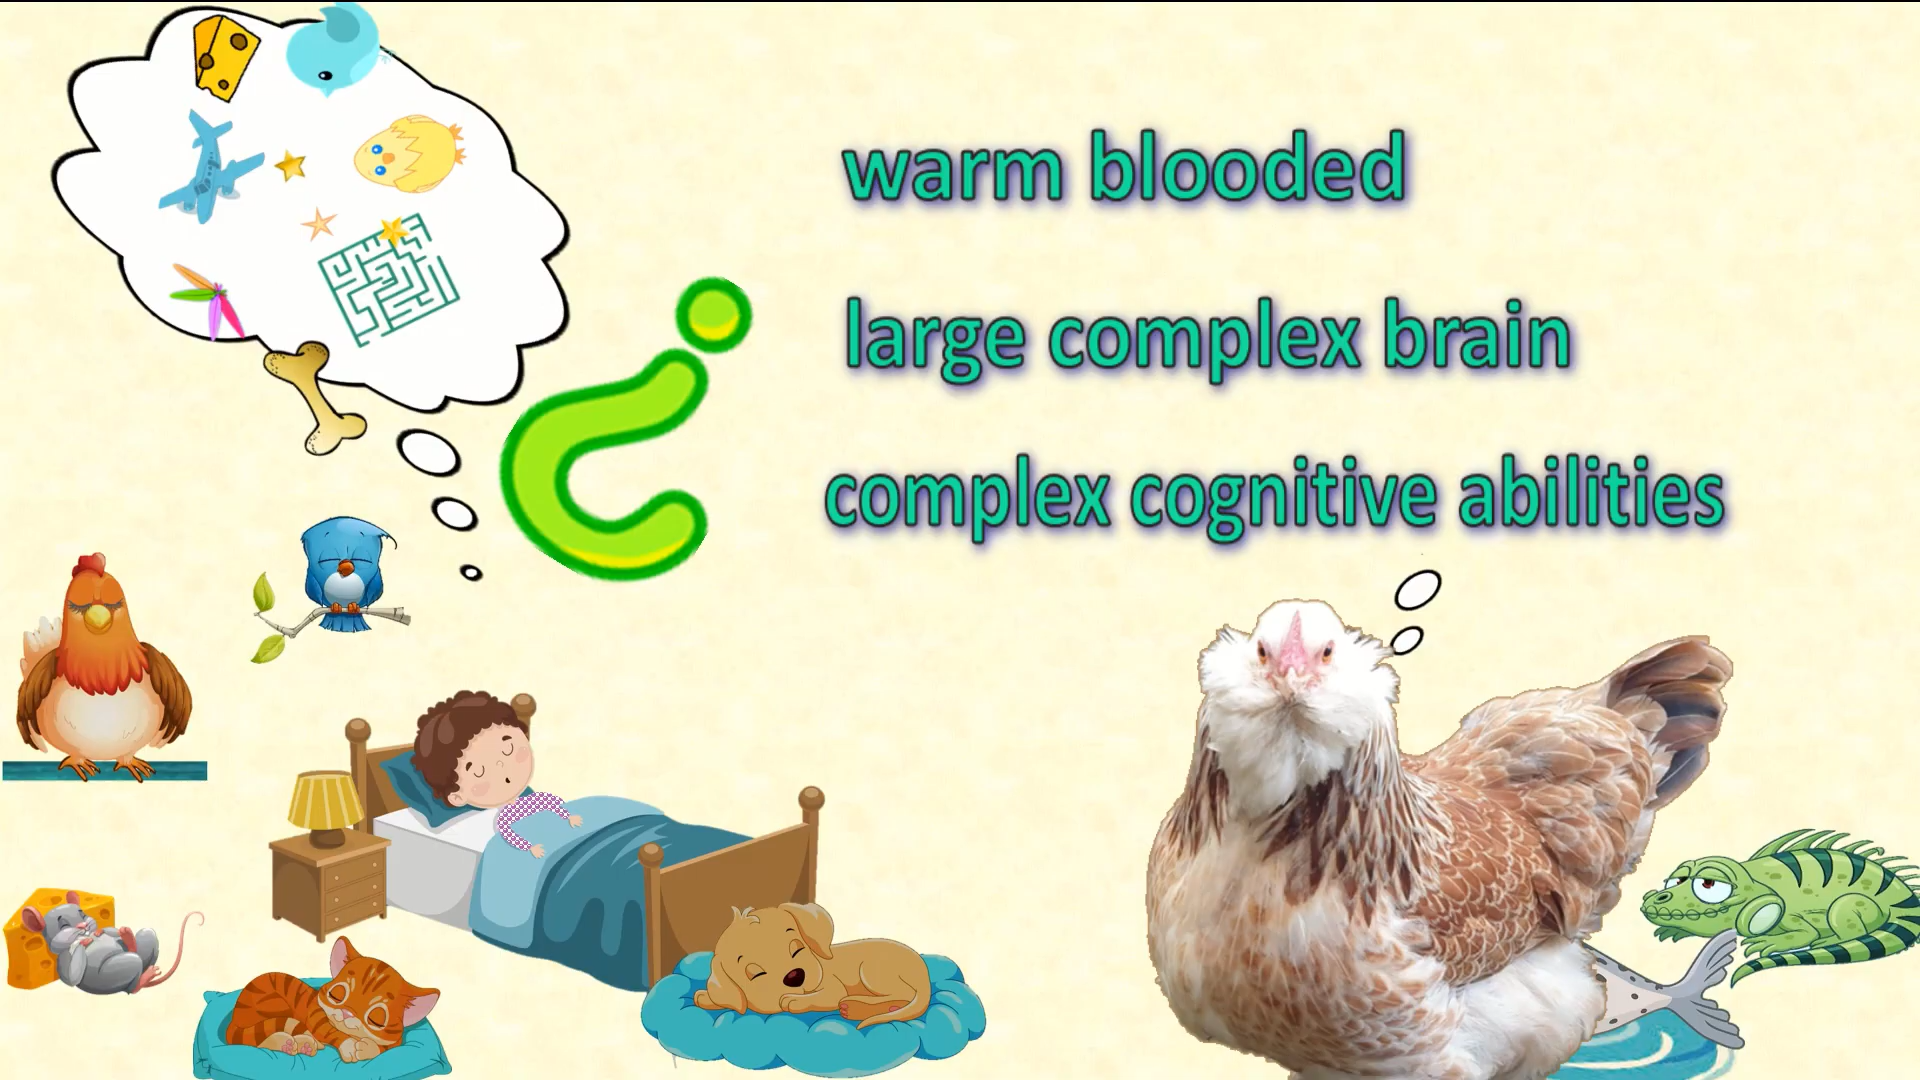 warm blooded
large complex brain
complex cognitive abilities